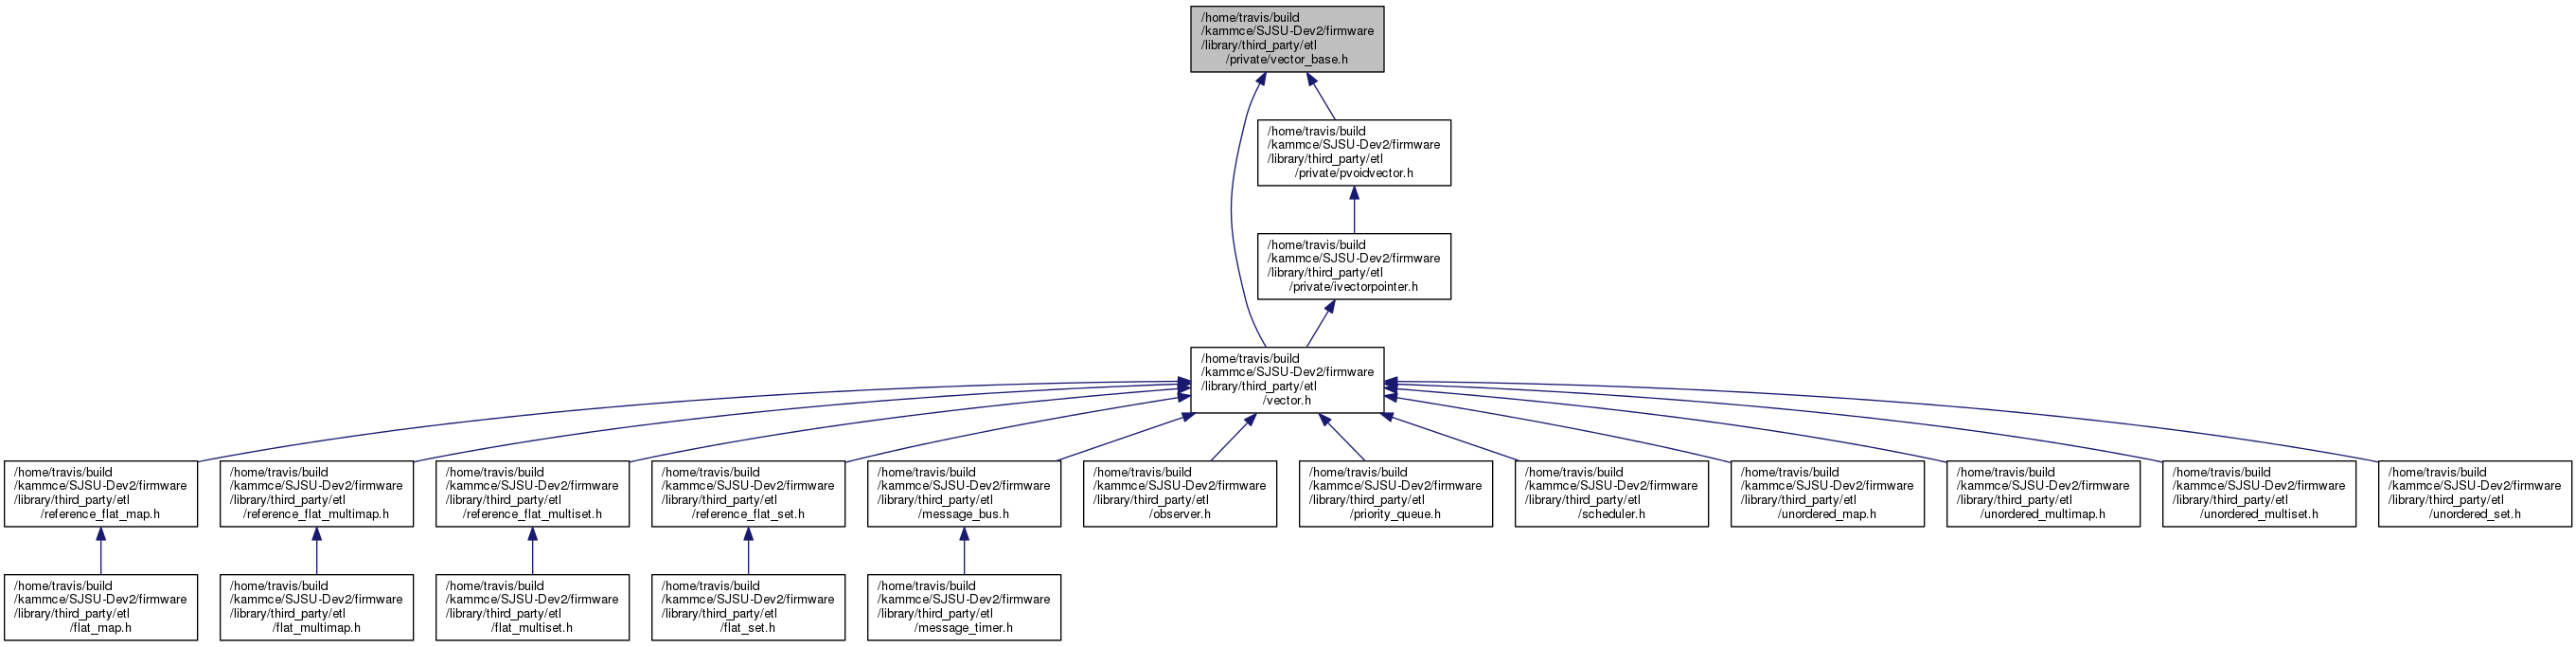 /home/travis/build
/kammce/SJSU-Dev2/firmware
/library/third_party/etl
/private/vector_base.h
/home/travis/build
/kammce/SJSU-Dev2/firmware
/library/third_party/etl
/private/pvoidvector.h
/home/travis/build
/kammce/SJSU-Dev2/firmware
/library/third_party/etl
/private/ivectorpointer.h
/home/travis/build
/kammce/SJSU-Dev2/firmware
/library/third_party/etl
/vector.h
/home/travis/build
/kammce/SJSU-Dev2/firmware
/library/third_party/etl
/reference_flat_map.h
/home/travis/build
/kammce/SJSU-Dev2/firmware
/library/third_party/etl
/reference_flat_multimap.h
/home/travis/build
/kammce/SJSU-Dev2/firmware
/library/third_party/etl
/reference_flat_multiset.h
/home/travis/build
/kammce/SJSU-Dev2/firmware
/library/third_party/etl
/reference_flat_set.h
/home/travis/build
/kammce/SJSU-Dev2/firmware
/library/third_party/etl
/message_bus.h
/home/travis/build
/kammce/SJSU-Dev2/firmware
/library/third_party/etl
/observer.h
/home/travis/build
/kammce/SJSU-Dev2/firmware
/library/third_party/etl
/priority_queue.h
/home/travis/build
/kammce/SJSU-Dev2/firmware
/library/third_party/etl
/scheduler.h
/home/travis/build
/kammce/SJSU-Dev2/firmware
/library/third_party/etl
/unordered_map.h
/home/travis/build
/kammce/SJSU-Dev2/firmware
/library/third_party/etl
/unordered_multimap.h
/home/travis/build
/kammce/SJSU-Dev2/firmware
/library/third_party/etl
/unordered_multiset.h
/home/travis/build
/kammce/SJSU-Dev2/firmware
/library/third_party/etl
/unordered_set.h
/home/travis/build
/kammce/SJSU-Dev2/firmware
/library/third_party/etl
/flat_map.h
/home/travis/build
/kammce/SJSU-Dev2/firmware
/library/third_party/etl
/flat_multimap.h
/home/travis/build
/kammce/SJSU-Dev2/firmware
/library/third_party/etl
/flat_multiset.h
/home/travis/build
/kammce/SJSU-Dev2/firmware
/library/third_party/etl
/flat_set.h
/home/travis/build
/kammce/SJSU-Dev2/firmware
/library/third_party/etl
/message_timer.h